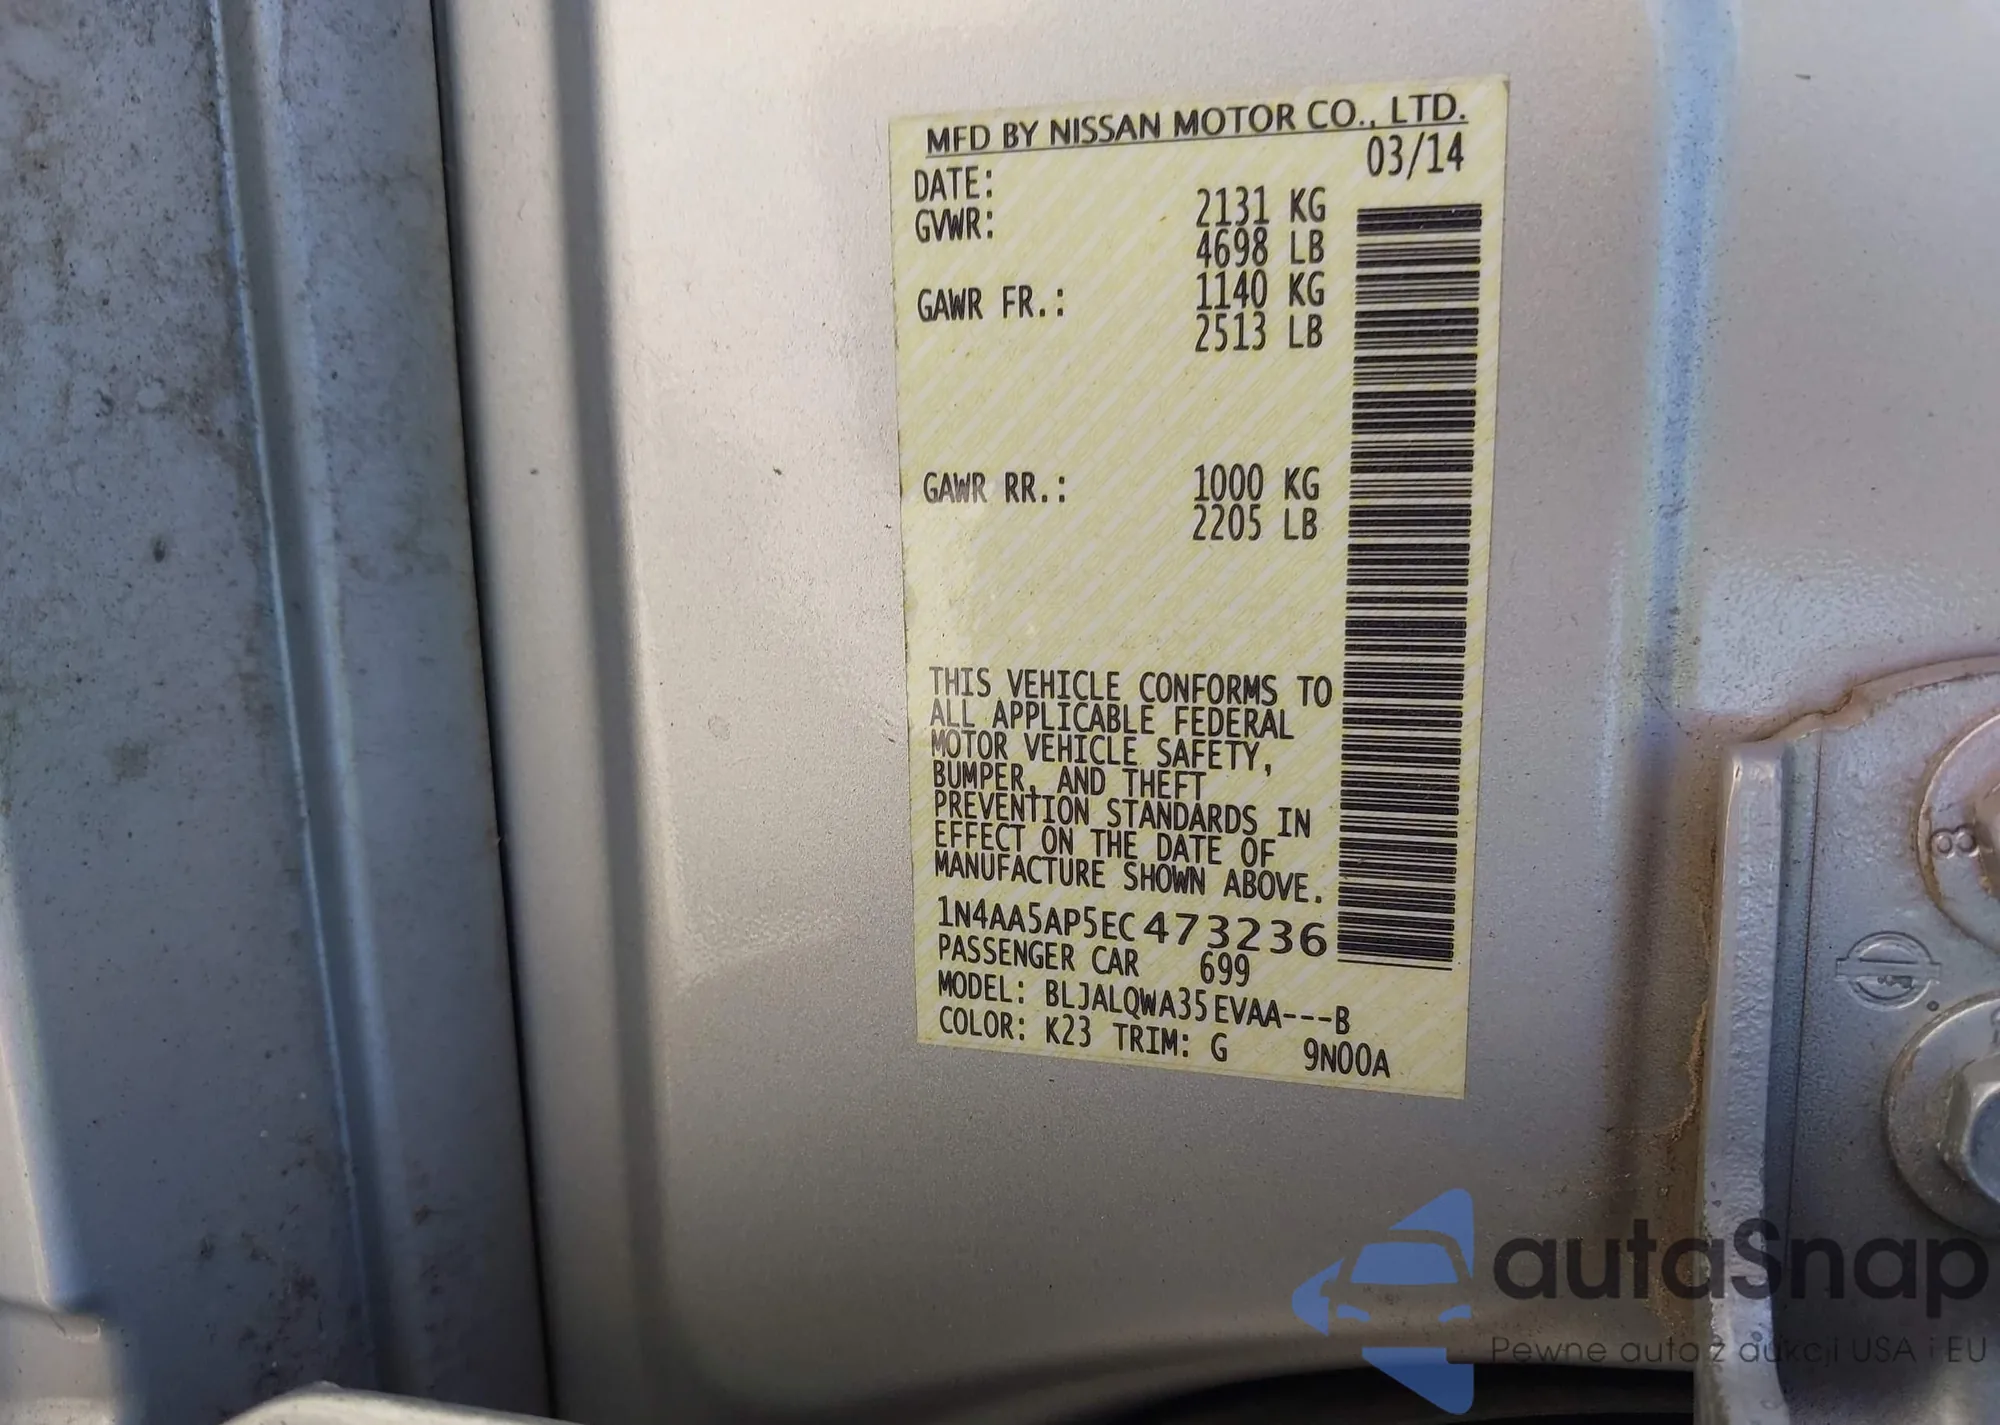 MFD BY NISSAN MOTOR CO., LTD.
DATE: 03/14
GVWR: 2131 KG
4698 LB
GAWR FR.: 1140 KG
2513 LB
GAWR RR.: 1000 KG
2205 LB
THIS VEHICLE CONFORMS TO
ALL APPLICABLE FEDERAL
MOTOR VEHICLE SAFETY,
BUMPER, AND THEFT
PREVENTION STANDARDS IN
EFFECT ON THE DATE OF
MANUFACTURE SHOWN ABOVE.
1N4AA5AP5EC473236
PASSENGER CAR 699
MODEL: BLJALQWA35EVAA---B
COLOR: K23 TRIM: G 9N00A
8
autaSnap
Pewne auta z aukcji USA i EU